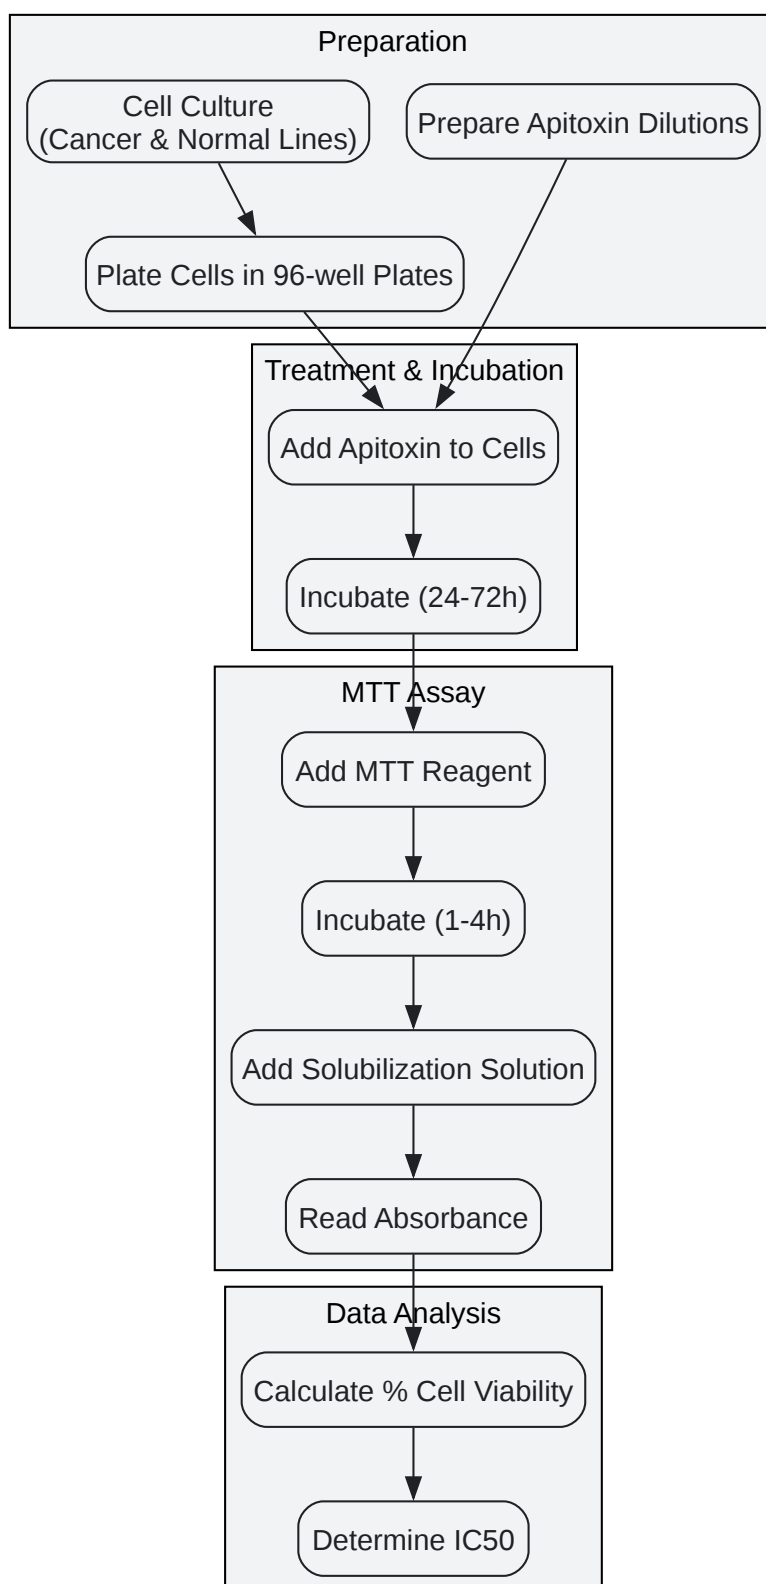 Preparation
Cell Culture
(Cancer & Normal Lines)
Prepare Apitoxin Dilutions
Plate Cells in 96-well Plates
Treatment & Incubation
Add Apitoxin to Cells
Incubate (24-72h)
MTT Assay
Add MTT Reagent
Incubate (1-4h)
Add Solubilization Solution
Read Absorbance
Data Analysis
Calculate % Cell Viability
Determine IC50